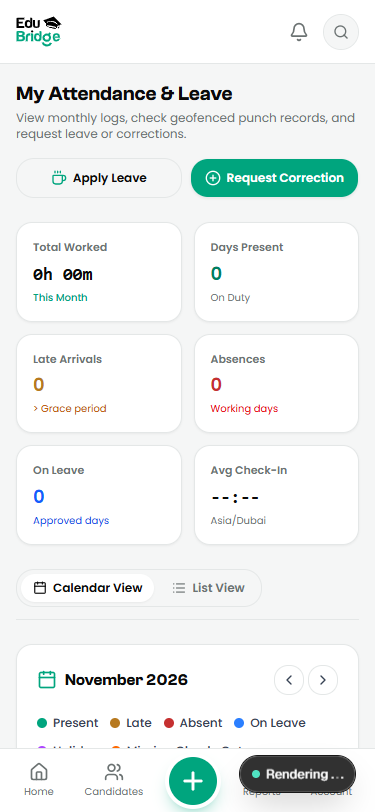 Edu
Bridge
My Attendance & Leave
View monthly logs, check geofenced punch records, and
request leave or corrections.
Apply Leave
Request Correction
Total Worked
0h 00m
This Month
Days Present
0
On Duty
Late Arrivals
0
> Grace period
Absences
0
Working days
On Leave
0
Approved days
Avg Check-In
--:--
Asia/Dubai
Calendar View
List View
November 2026
Present
Late
Absent
On Leave
Home
Candidates
Rendering ...
Reports
Account